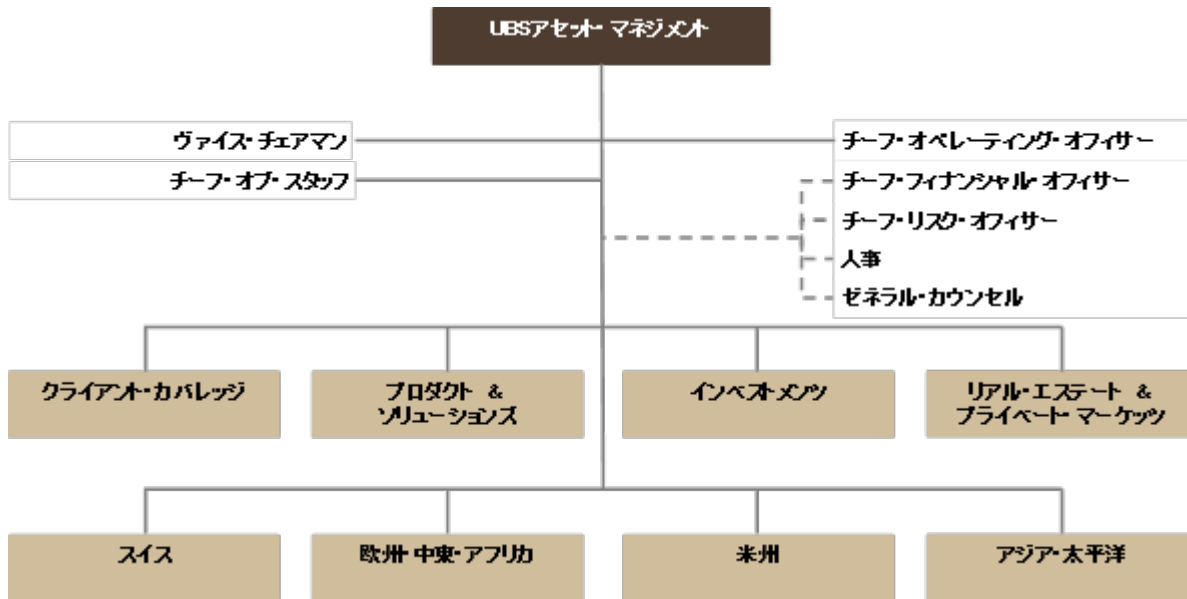 UBSアセット・マネジメント
ヴァイス・チェアマン
チーフ・オペレーティング・オフィサー
チーフ・オブ・スタッフ
チーフ・フィナンシャル・オフィサー
チーフ・リスク・オフィサー
人事
ゼネラル・カウンセル
クライアント・カバレッジ
プロダクト &
ソリューションズ
インベストメンツ
リアル・エステート &
プライベート・マーケッツ
スイス
欧州・中東・アフリカ
米州
アジア・太平洋